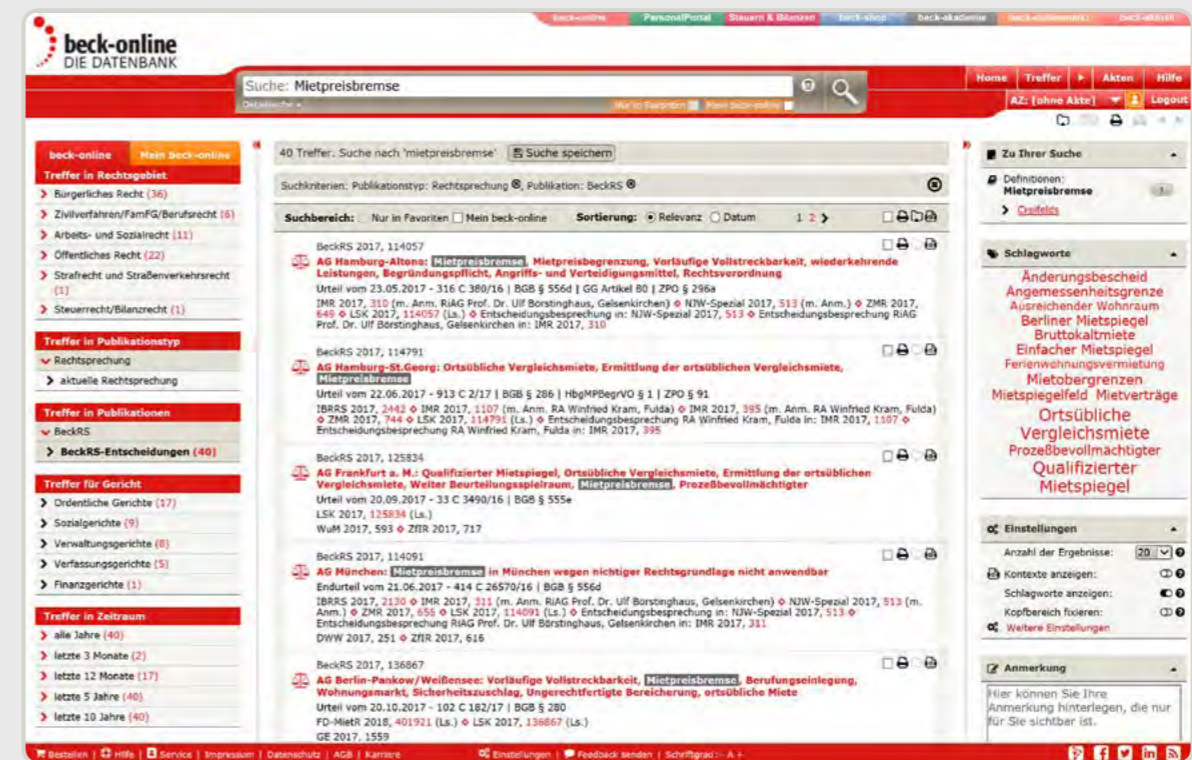 beck-online PersonalPortal Steuern & Bilanzen beck-shop beck-akademie beck-stellenmarkt beck-aktuell
beck-online
DIE DATENBANK
Suche: Mietpreisbremse
Detailsuche
Nur in Favoriten Mein beck-online
Home Treffer Akten Hilfe
AZ: [ohne Akte] Logout
beck-online Mein beck-online
Treffer in Rechtsgebiet
Bürgerliches Recht (36)
Zivilverfahren/FamFG/Berufsrecht (6)
Arbeits- und Sozialrecht (11)
Öffentliches Recht (22)
Strafrecht und Straßenverkehrsrecht
(1)
Steuerrecht/Bilanzrecht (1)
Treffer in Publikationstyp
Rechtsprechung
aktuelle Rechtsprechung
Treffer in Publikationen
BeckRS
BeckRS-Entscheidungen (40)
Treffer für Gericht
Ordentliche Gerichte (17)
Sozialgerichte (9)
Verwaltungsgerichte (8)
Verfassungsgerichte (5)
Finanzgerichte (1)
Treffer in Zeitraum
alle Jahre (40)
letzte 3 Monate (2)
letzte 12 Monate (17)
letzte 5 Jahre (40)
letzte 10 Jahre (40)
40 Treffer. Suche nach 'mietpreisbremse' Suche speichern
Suchkriterien: Publikationstyp: Rechtsprechung, Publikation: BeckRS
Suchbereich: Nur in Favoriten Mein beck-online Sortierung: Relevanz Datum 1 2
BeckRS 2017, 114057
AG Hamburg-Altona: Mietpreisbremse, Mietpreisbegrenzung, Vorläufige Vollstreckbarkeit, wiederkehrende
Leistungen, Begründungspflicht, Angriffs- und Verteidigungsmittel, Rechtsverordnung
Urteil vom 23.05.2017 - 316 C 380/16 | BGB § 556d | GG Artikel 80 | ZPO § 296a
IMR 2017, 310 (m. Anm. RiAG Prof. Dr. Ulf Börstinghaus, Gelsenkirchen) ◇ NJW-Spezial 2017, 513 (m. Anm.) ◇ ZMR 2017,
649 ◇ LSK 2017, 114057 (Ls.) ◇ Entscheidungsbesprechung in: NJW-Spezial 2017, 513 ◇ Entscheidungsbesprechung RiAG
Prof. Dr. Ulf Börstinghaus, Gelsenkirchen in: IMR 2017, 310
BeckRS 2017, 114791
AG Hamburg-St.Georg: Ortsübliche Vergleichsmiete, Ermittlung der ortsüblichen Vergleichsmiete,
Mietpreisbremse
Urteil vom 22.06.2017 - 913 C 2/17 | BGB § 286 | HbgMPBegrVO § 1 | ZPO § 91
IBRRS 2017, 2442 ◇ IMR 2017, 1107 (m. Anm. RA Winfried Kram, Fulda) ◇ IMR 2017, 395 (m. Anm. RA Winfried Kram, Fulda)
◇ ZMR 2017, 744 ◇ LSK 2017, 114791 (Ls.) ◇ Entscheidungsbesprechung RA Winfried Kram, Fulda in: IMR 2017, 1107 ◇
Entscheidungsbesprechung RA Winfried Kram, Fulda in: IMR 2017, 395
BeckRS 2017, 125834
AG Frankfurt a. M.: Qualifizierter Mietspiegel, Ortsübliche Vergleichsmiete, Ermittlung der ortsüblichen
Vergleichsmiete, Weiter Beurteilungsspielraum, Mietpreisbremse, Prozeßbevollmächtigter
Urteil vom 20.09.2017 - 33 C 3490/16 | BGB § 555e
LSK 2017, 125834 (Ls.)
WuM 2017, 593 ◇ ZfIR 2017, 717
BeckRS 2017, 114091
AG München: Mietpreisbremse in München wegen nichtiger Rechtsgrundlage nicht anwendbar
Endurteil vom 21.06.2017 - 414 C 26570/16 | BGB § 556d
IBRRS 2017, 2130 ◇ IMR 2017, 311 (m. Anm. RiAG Prof. Dr. Ulf Börstinghaus, Gelsenkirchen) ◇ NJW-Spezial 2017, 513 (m.
Anm.) ◇ ZMR 2017, 655 ◇ LSK 2017, 114091 (Ls.) ◇ Entscheidungsbesprechung in: NJW-Spezial 2017, 513 ◇
Entscheidungsbesprechung RiAG Prof. Dr. Ulf Börstinghaus, Gelsenkirchen in: IMR 2017, 311
DWW 2017, 251 ◇ ZfIR 2017, 616
BeckRS 2017, 136867
AG Berlin-Pankow/Weißensee: Vorläufige Vollstreckbarkeit, Mietpreisbremse, Berufungseinlegung,
Wohnungsmarkt, Sicherheitszuschlag, Ungerechtfertigte Bereicherung, ortsübliche Miete
Urteil vom 20.10.2017 - 102 C 182/17 | BGB § 280
FD-MietR 2018, 401921 (Ls.) ◇ LSK 2017, 136867 (Ls.)
GE 2017, 1559
Zu Ihrer Suche
Definitionen:
Mietpreisbremse
Creifelds
Schlagworte
Änderungsbescheid
Angemessenheitsgrenze
Ausreichender Wohnraum
Berliner Mietspiegel
Bruttokaltmiete
Einfacher Mietspiegel
Ferienwohnungsvermietung
Mietobergrenzen
Mietspiegelfeld Mietverträge
Ortsübliche
Vergleichsmiete
Prozeßbevollmächtigter
Qualifizierter
Mietspiegel
Einstellungen
Anzahl der Ergebnisse: 20
Kontexte anzeigen:
Schlagworte anzeigen:
Kopfbereich fixieren:
Weitere Einstellungen
Anmerkung
Hier können Sie Ihre
Anmerkung hinterlegen, die nur
für Sie sichtbar ist.
Bestellen | Hilfe | Service | Impressum | Datenschutz | AGB | Karriere Einstellungen | Feedback senden | Schriftgrad: - A +